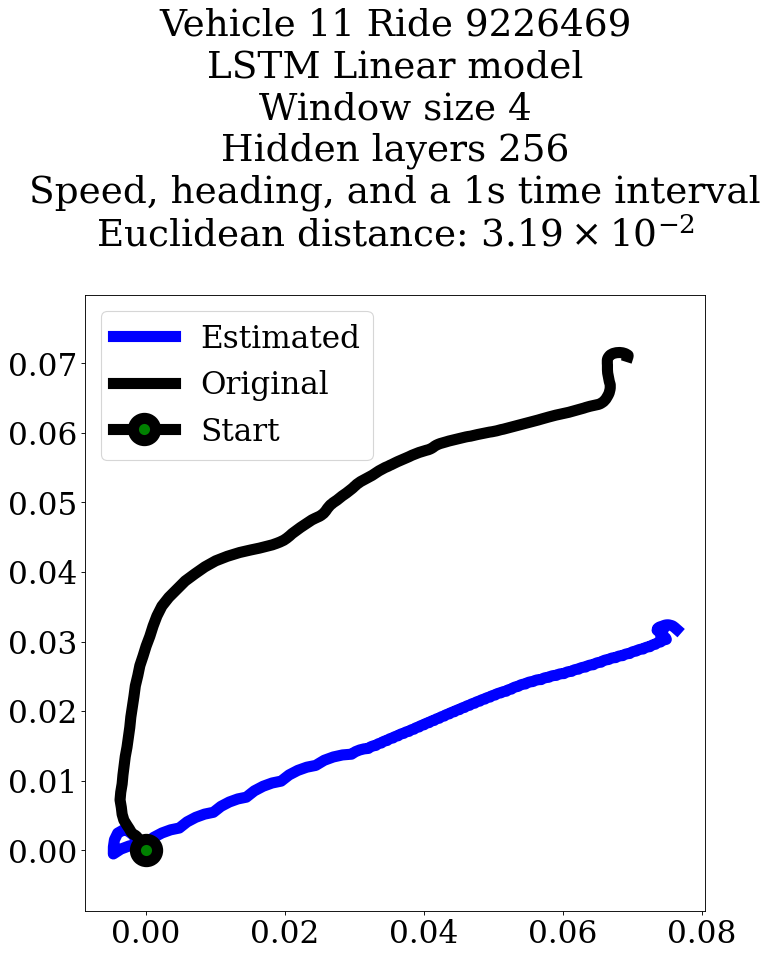 Vehicle 11 Ride 9226469
LSTM Linear model
Window size 4
Hidden layers 256
Speed, heading, and a 1s time interval
Euclidean distance: 3.19 × 10⁻²
Estimated
Original
Start
0.07
0.06
0.05
0.04
0.03
0.02
0.01
0.00
0.00 0.02 0.04 0.06 0.08